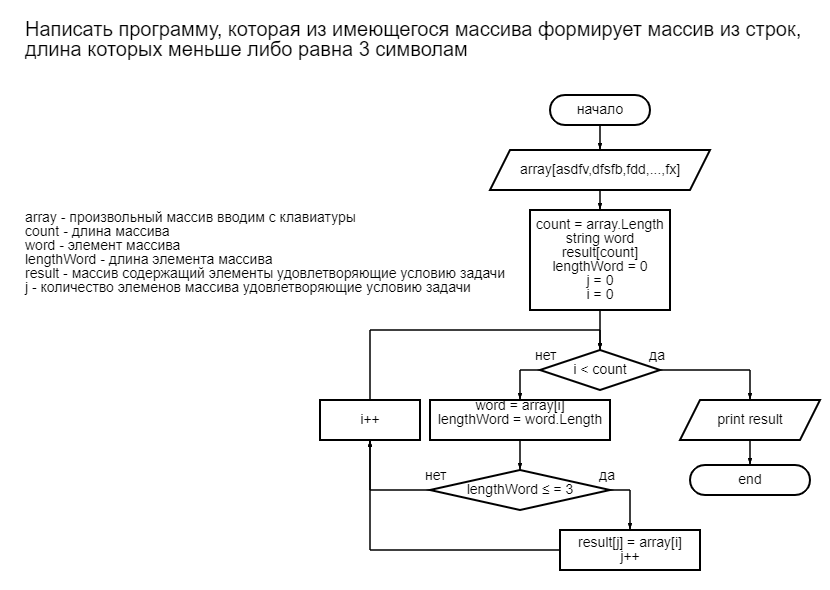 Написать программу, которая из имеющегося массива формирует массив из строк,
длина которых меньше либо равна 3 символам
начало
array[asdfv,dfsfb,fdd,...,fx]
array - произвольный массив вводим с клавиатуры
count - длина массива
word - элемент массива
lengthWord - длина элемента массива
result - массив содержащий элементы удовлетворяющие условию задачи
j - количество элеменов массива удовлетворяющие условию задачи
count = array.Length
string word
result[count]
lengthWord = 0
j = 0
i = 0
нет
да
i < count
i++
word = array[i]
lengthWord = word.Length
print result
нет
да
lengthWord ≤ = 3
end
result[j] = array[i]
j++